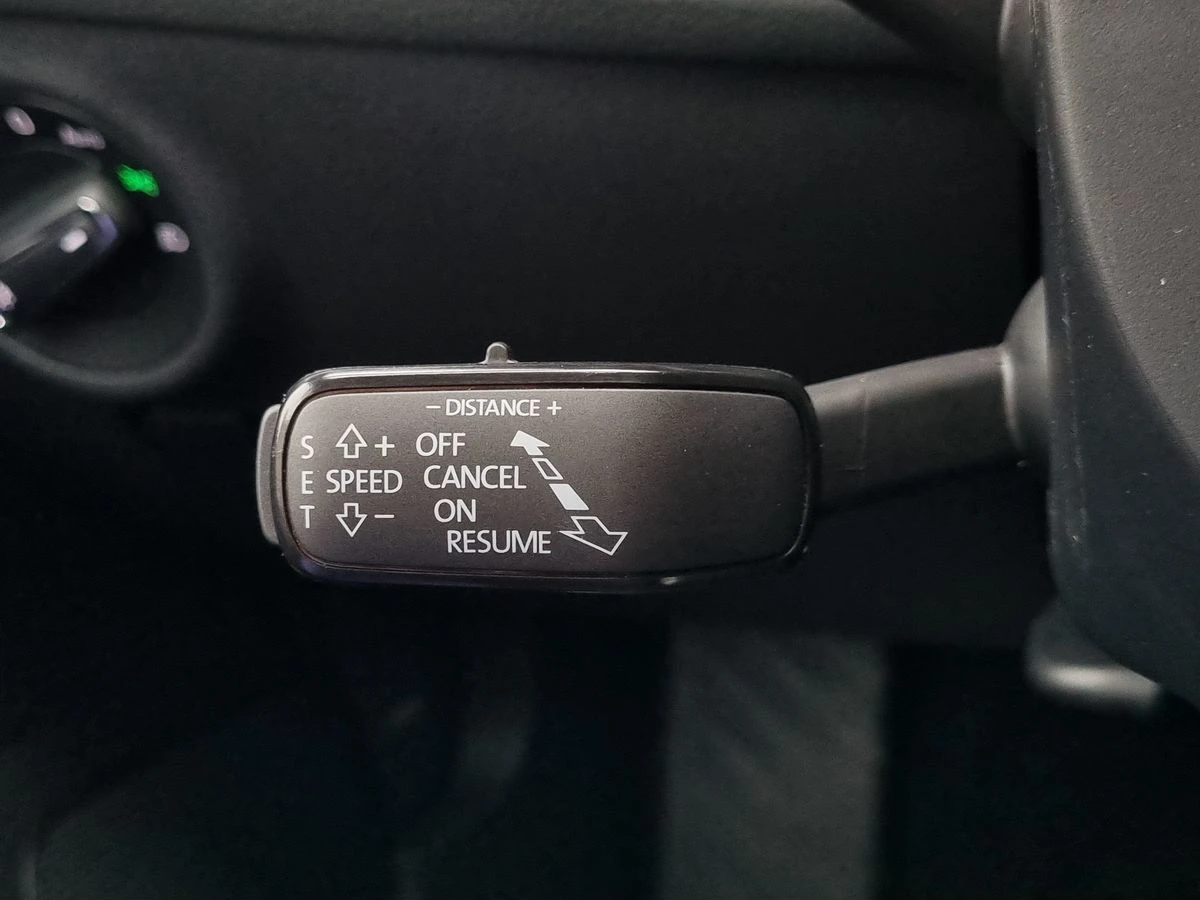 − DISTANCE +
S + OFF
E SPEED CANCEL
T − ON
RESUME